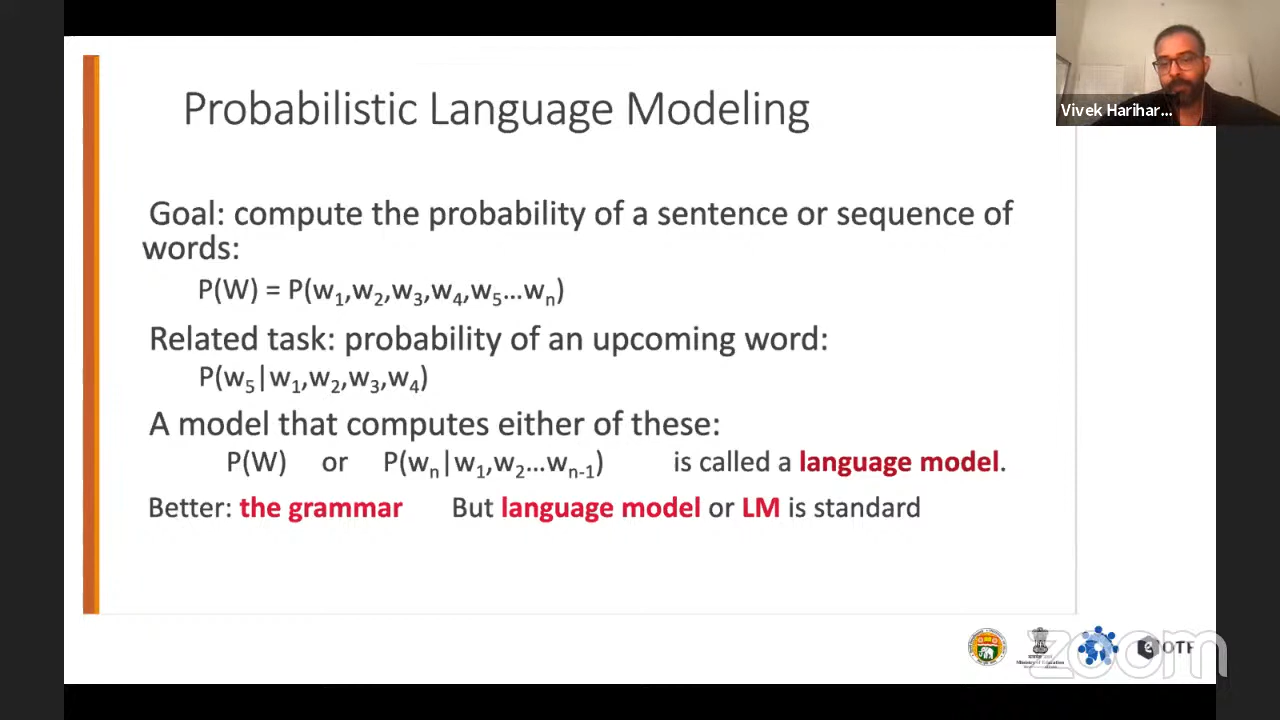 Probabilistic Language Modeling
Vivek Harihar...
Goal: compute the probability of a sentence or sequence of
words:
P(W) = P(w₁,w₂,w₃,w₄,w₅...wₙ)
Related task: probability of an upcoming word:
P(w₅|w₁,w₂,w₃,w₄)
A model that computes either of these:
P(W) or P(wₙ|w₁,w₂...wₙ₋₁) is called a language model.
Better: the grammar But language model or LM is standard
zoom